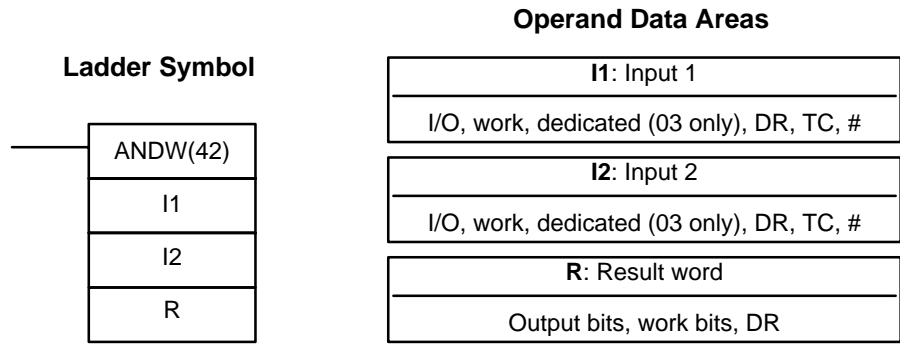 Ladder Symbol
ANDW(42)
I1
I2
R
Operand Data Areas
I1: Input 1
I/O, work, dedicated (03 only), DR, TC, #
I2: Input 2
I/O, work, dedicated (03 only), DR, TC, #
R: Result word
Output bits, work bits, DR